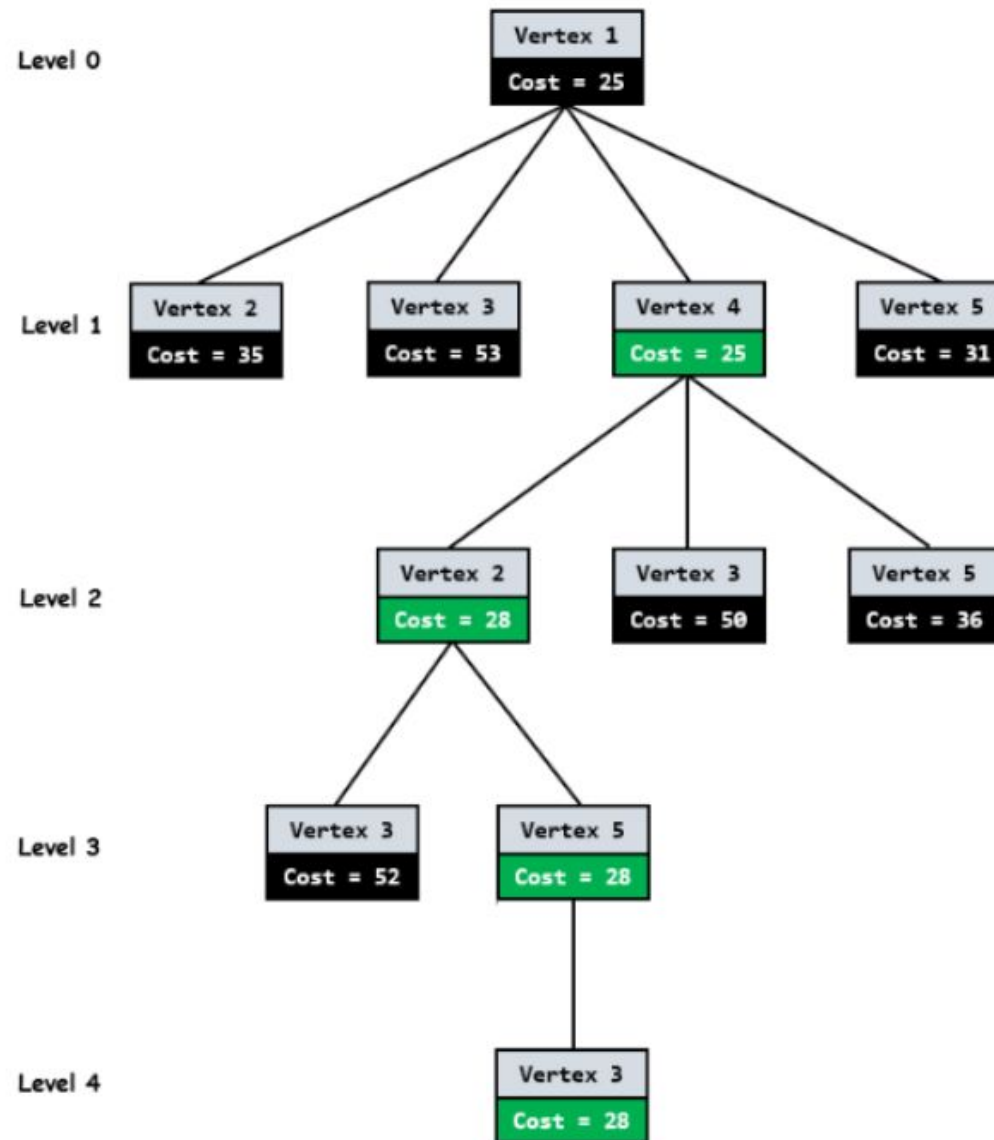 Level 0
Vertex 1
Cost = 25
Level 1
Vertex 2
Cost = 35
Vertex 3
Cost = 53
Vertex 4
Cost = 25
Vertex 5
Cost = 31
Level 2
Vertex 2
Cost = 28
Vertex 3
Cost = 50
Vertex 5
Cost = 36
Level 3
Vertex 3
Cost = 52
Vertex 5
Cost = 28
Level 4
Vertex 3
Cost = 28